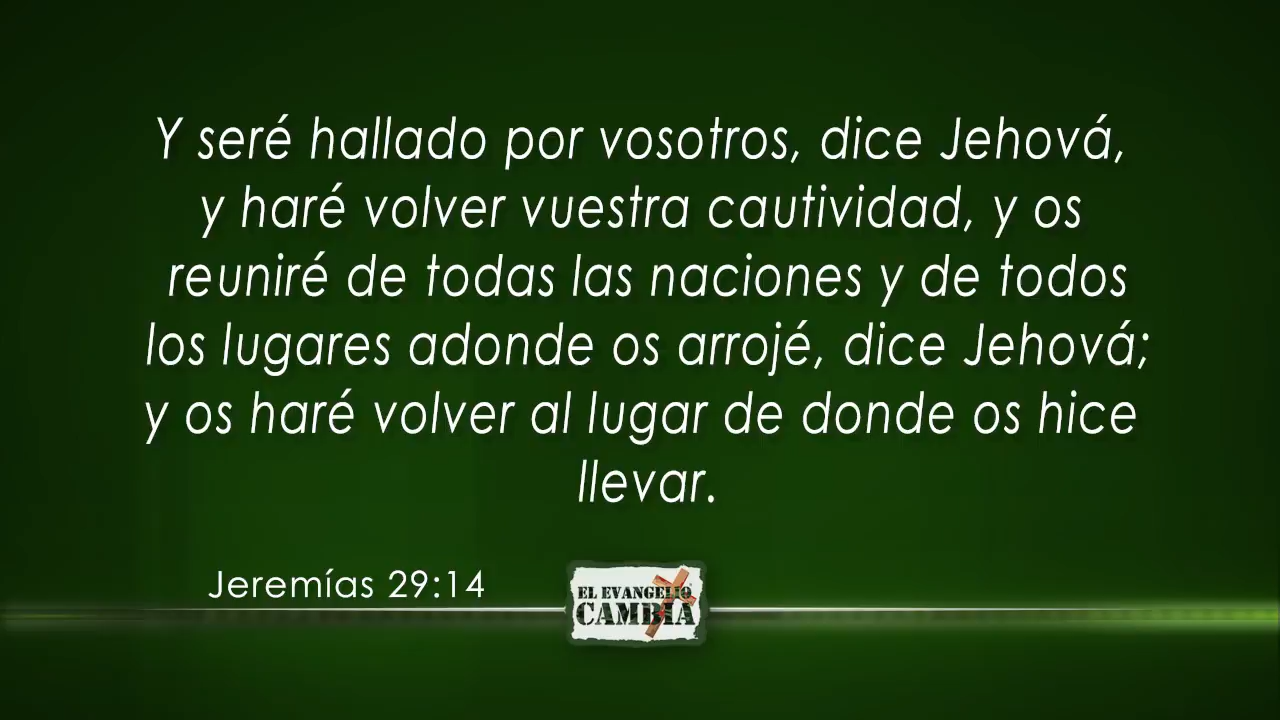 Y seré hallado por vosotros, dice Jehová,
y haré volver vuestra cautividad, y os
reuniré de todas las naciones y de todos
los lugares adonde os arrojé, dice Jehová;
y os haré volver al lugar de donde os hice
llevar.
Jeremías 29:14
EL EVANGELIO
CAMBIA